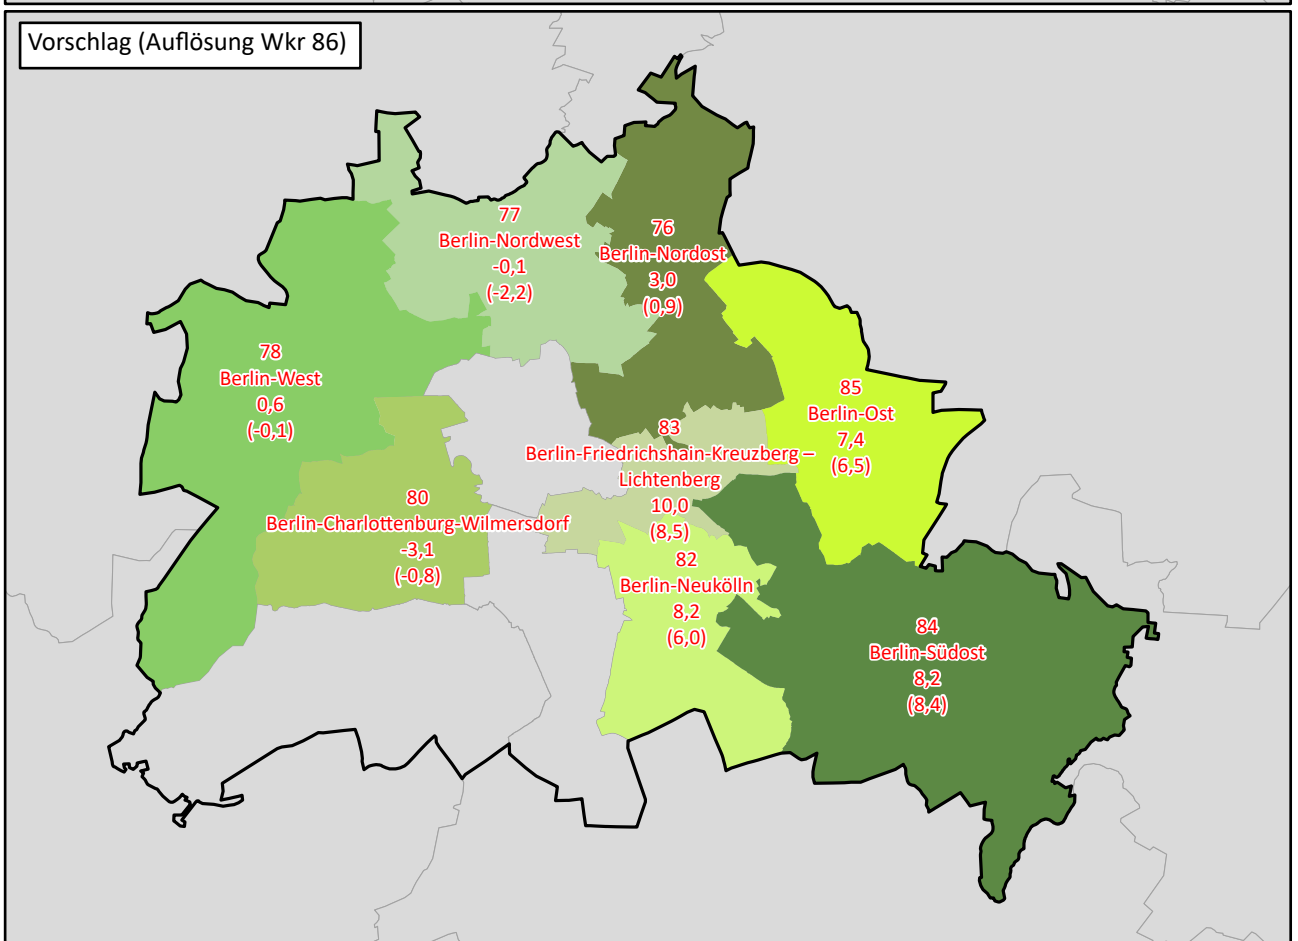 Vorschlag (Auflösung Wkr 86)
77
Berlin-Nordwest
-0,1
(-2,2)
76
Berlin-Nordost
3,0
(0,9)
78
Berlin-West
0,6
(-0,1)
85
Berlin-Ost
7,4
(6,5)
83
Berlin-Friedrichshain-Kreuzberg –
Lichtenberg
10,0
(8,5)
80
Berlin-Charlottenburg-Wilmersdorf
-3,1
(-0,8)
82
Berlin-Neukölln
8,2
(6,0)
84
Berlin-Südost
8,2
(8,4)